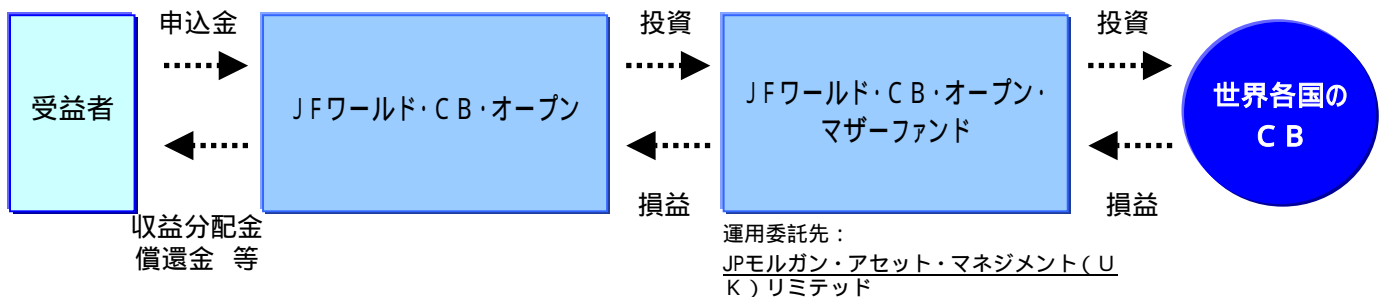 申込金
投資
投資
受益者
JFワールド・CB・オープン
JFワールド・CB・オープン・
マザーファンド
世界各国の
CB
収益分配金
償還金 等
損益
損益
運用委託先：
JPモルガン・アセット・マネジメント（U
K）リミテッド